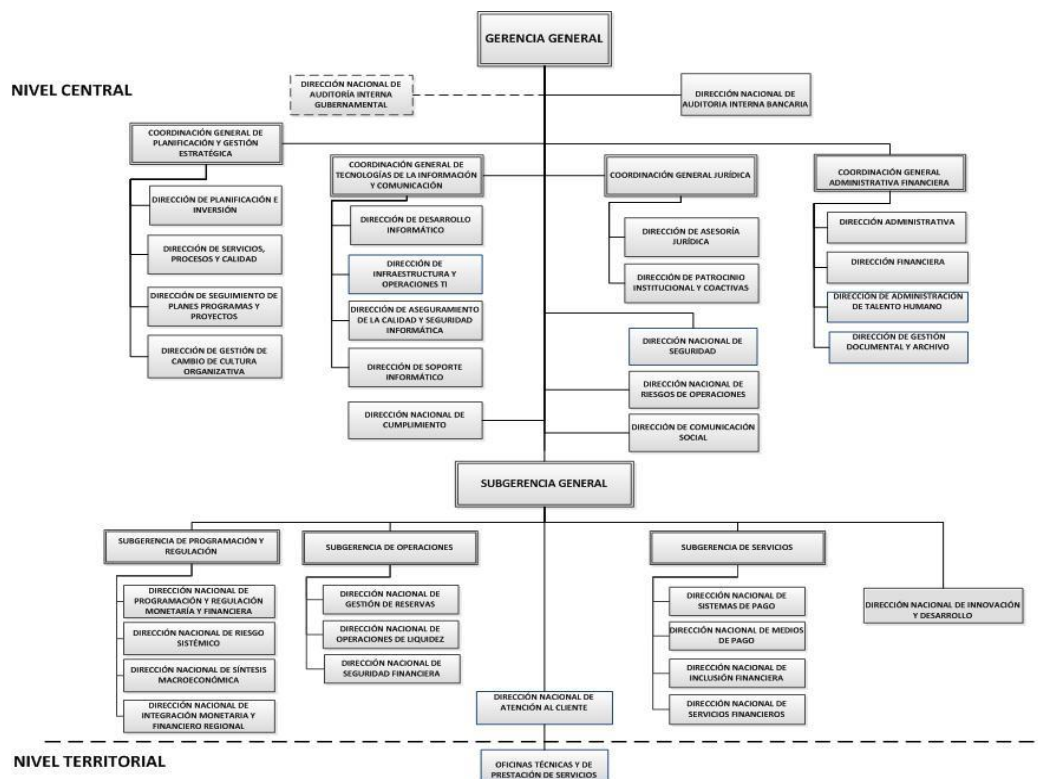 GERENCIA GENERAL
NIVEL CENTRAL
DIRECCIÓN NACIONAL DE
AUDITORÍA INTERNA
GUBERNAMENTAL
DIRECCIÓN NACIONAL DE
AUDITORIA INTERNA BANCARIA
COORDINACIÓN GENERAL DE
PLANIFICACIÓN Y GESTIÓN
ESTRATÉGICA
COORDINACIÓN GENERAL DE
TECNOLOGÍAS DE LA INFORMACIÓN
Y COMUNICACIÓN
COORDINACIÓN GENERAL JURÍDICA
COORDINACIÓN GENERAL
ADMINISTRATIVA FINANCIERA
DIRECCIÓN DE PLANIFICACIÓN E
INVERSIÓN
DIRECCIÓN DE SERVICIOS,
PROCESOS Y CALIDAD
DIRECCIÓN DE SEGUIMIENTO DE
PLANES PROGRAMAS Y
PROYECTOS
DIRECCIÓN DE GESTIÓN DE
CAMBIO DE CULTURA
ORGANIZATIVA
DIRECCIÓN DE DESARROLLO
INFORMÁTICO
DIRECCIÓN DE
INFRAESTRUCTURA Y
OPERACIONES TI
DIRECCIÓN DE ASEGURAMIENTO
DE LA CALIDAD Y SEGURIDAD
INFORMÁTICA
DIRECCIÓN DE SOPORTE
INFORMÁTICO
DIRECCIÓN NACIONAL DE
CUMPLIMIENTO
DIRECCIÓN DE ASESORÍA
JURÍDICA
DIRECCIÓN DE PATROCINIO
INSTITUCIONAL Y COACTIVAS
DIRECCIÓN NACIONAL DE
SEGURIDAD
DIRECCIÓN NACIONAL DE
RIESGOS DE OPERACIONES
DIRECCIÓN DE COMUNICACIÓN
SOCIAL
DIRECCIÓN ADMINISTRATIVA
DIRECCIÓN FINANCIERA
DIRECCIÓN DE ADMINISTRACIÓN
DE TALENTO HUMANO
DIRECCIÓN DE GESTIÓN
DOCUMENTAL Y ARCHIVO
SUBGERENCIA GENERAL
SUBGERENCIA DE PROGRAMACIÓN Y
REGULACIÓN
SUBGERENCIA DE OPERACIONES
SUBGERENCIA DE SERVICIOS
DIRECCIÓN NACIONAL DE
PROGRAMACIÓN Y REGULACIÓN
MONETARÍA Y FINANCIERA
DIRECCIÓN NACIONAL DE RIESGO
SISTÉMICO
DIRECCIÓN NACIONAL DE SÍNTESIS
MACROECONÓMICA
DIRECCIÓN NACIONAL DE
INTEGRACIÓN MONETARIA Y
FINANCIERO REGIONAL
DIRECCIÓN NACIONAL DE
GESTIÓN DE RESERVAS
DIRECCIÓN NACIONAL DE
OPERACIONES DE LIQUIDEZ
DIRECCIÓN NACIONAL DE
SEGURIDAD FINANCIERA
DIRECCIÓN NACIONAL DE
SISTEMAS DE PAGO
DIRECCIÓN NACIONAL DE MEDIOS
DE PAGO
DIRECCIÓN NACIONAL DE
INCLUSIÓN FINANCIERA
DIRECCIÓN NACIONAL DE
SERVICIOS FINANCIEROS
DIRECCIÓN NACIONAL DE INNOVACIÓN
Y DESARROLLO
DIRECCIÓN NACIONAL DE
ATENCIÓN AL CLIENTE
NIVEL TERRITORIAL
OFICINAS TÉCNICAS Y DE
PRESTACIÓN DE SERVICIOS